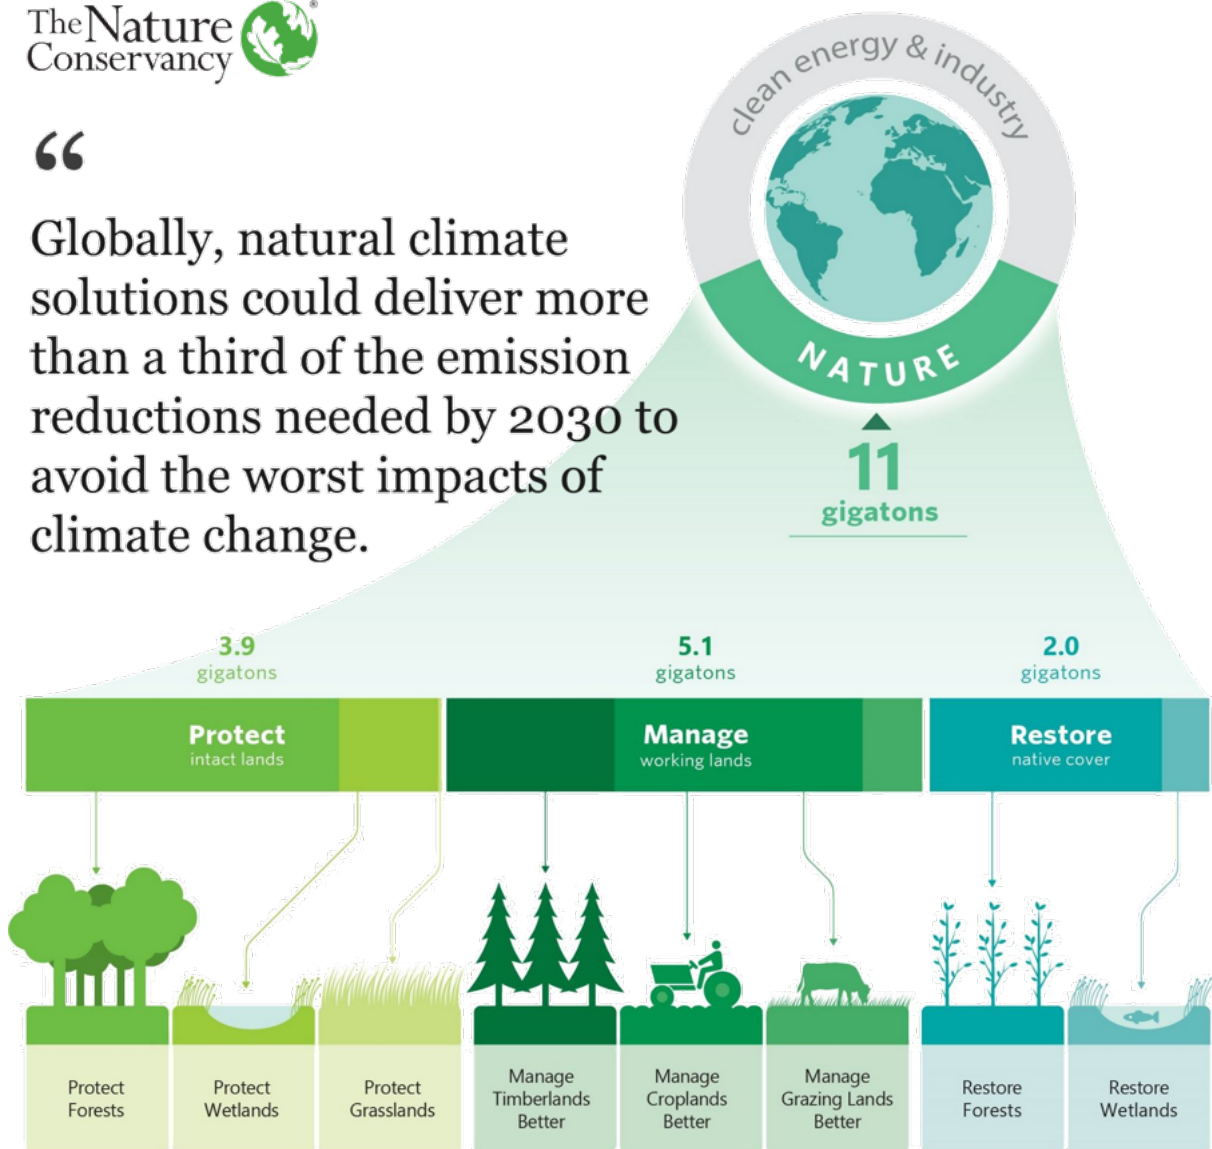 The Nature
Conservancy
®
clean energy & industry
“
Globally, natural climate
solutions could deliver more
than a third of the emission
reductions needed by 2030 to
avoid the worst impacts of
climate change.
NATURE
11
gigatons
3.9
gigatons
5.1
gigatons
2.0
gigatons
Protect
intact lands
Manage
working lands
Restore
native cover
Protect
Forests
Protect
Wetlands
Protect
Grasslands
Manage
Timberlands
Better
Manage
Croplands
Better
Manage
Grazing Lands
Better
Restore
Forests
Restore
Wetlands